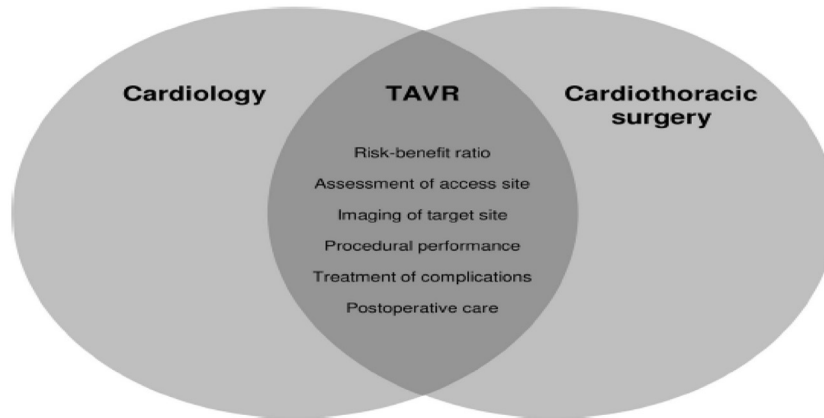 Cardiology
TAVR
Cardiothoracic
surgery
Risk-benefit ratio
Assessment of access site
Imaging of target site
Procedural performance
Treatment of complications
Postoperative care